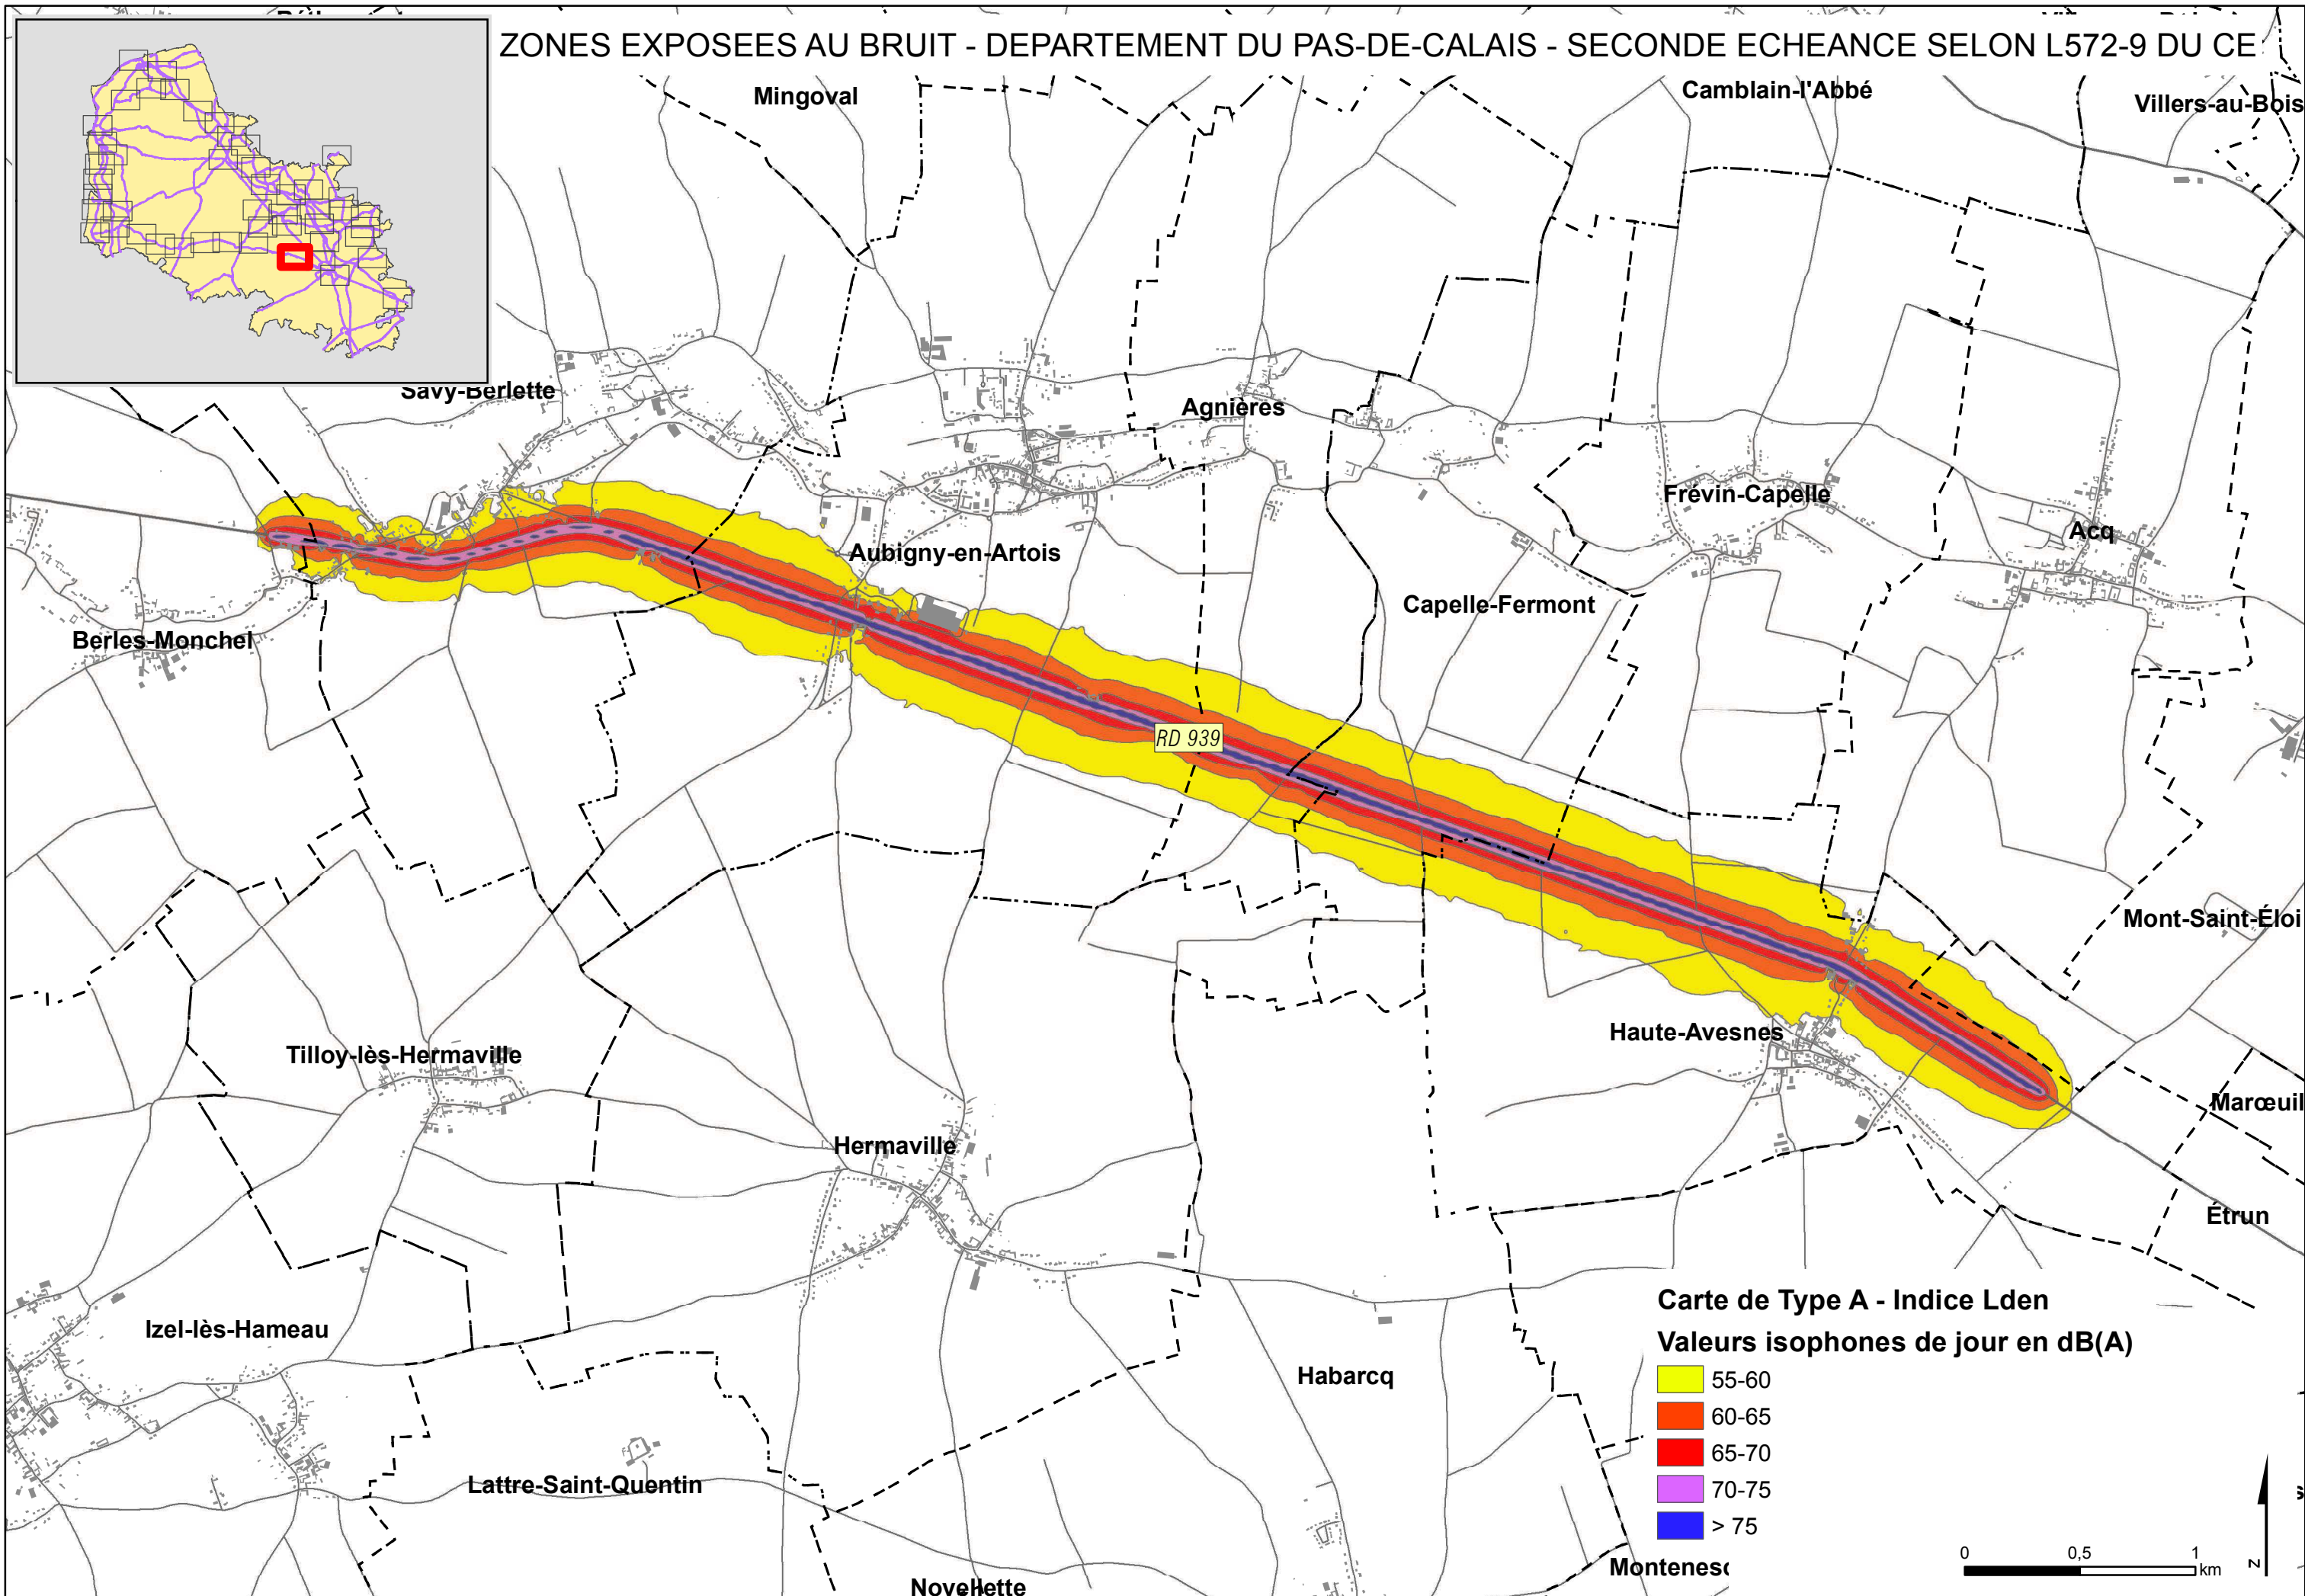 ZONES EXPOSEES AU BRUIT - DEPARTEMENT DU PAS-DE-CALAIS - SECONDE ECHEANCE SELON L572-9 DU CE
Mingoval
Camblain-l'Abbé
Villers-au-Bois
Savy-Berlette
Agnières
Frévin-Capelle
Acq
Aubigny-en-Artois
Capelle-Fermont
Berles-Monchel
RD 939
Mont-Saint-Éloi
Haute-Avesnes
Tilloy-lès-Hermaville
Marœuil
Hermaville
Étrun
Izel-lès-Hameau
Habarcq
Lattre-Saint-Quentin
Montenesc
Novellette
Carte de Type A - Indice Lden
Valeurs isophones de jour en dB(A)
55-60
60-65
65-70
70-75
> 75
0 0,5 1
km
N